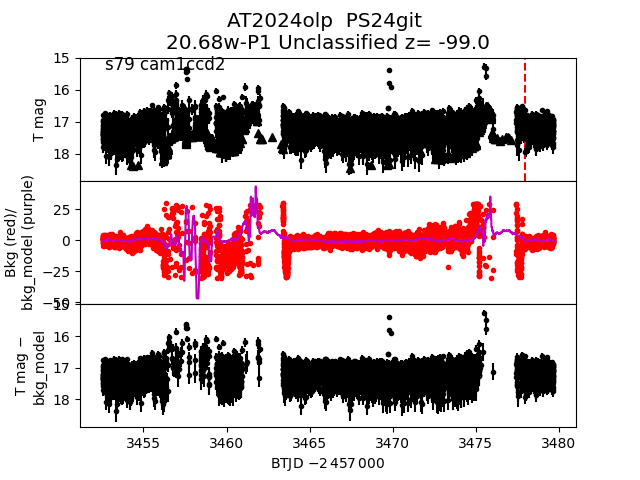 AT2024olp  PS24git
20.68w-P1 Unclassified z= -99.0
s79 cam1ccd2
15
16
17
18
T mag
25
0
−25
−50
Bkg (red)/
bkg_model (purple)
15
16
17
18
T mag −
bkg_model
3455 3460 3465 3470 3475 3480
BTJD −2 457 000